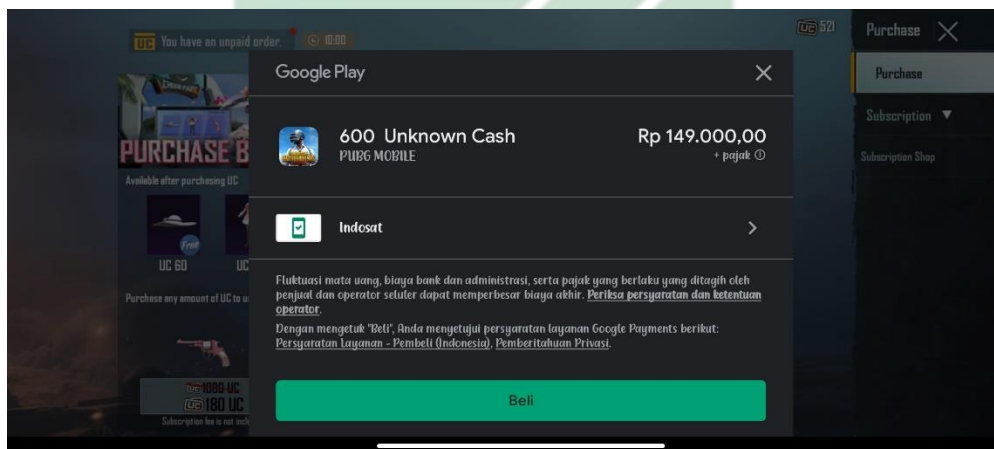 UC You have an unpaid order. 10:00
UC 521
Purchase
Google Play
Purchase
600 Unknown Cash
Rp 149.000,00
PUBG MOBILE
+ pajak
Subscription
PURCHASE B
Subscription Shop
Available after purchasing UC
Indosat
Free
UC 60
UC
Fluktuasi mata uang, biaya bank dan administrasi, serta pajak yang berlaku yang ditagih oleh
penjual dan operator seluler dapat memperbesar biaya akhir. Periksa persyaratan dan ketentuan
operator.
Purchase any amount of UC to u
Dengan mengetuk "Beli", Anda menyetujui persyaratan layanan Google Payments berikut:
Persyaratan Layanan - Pembeli (Indonesia), Pemberitahuan Privasi.
UC 1080 UC
UC 180 UC
Beli
Subscription fee is not incl